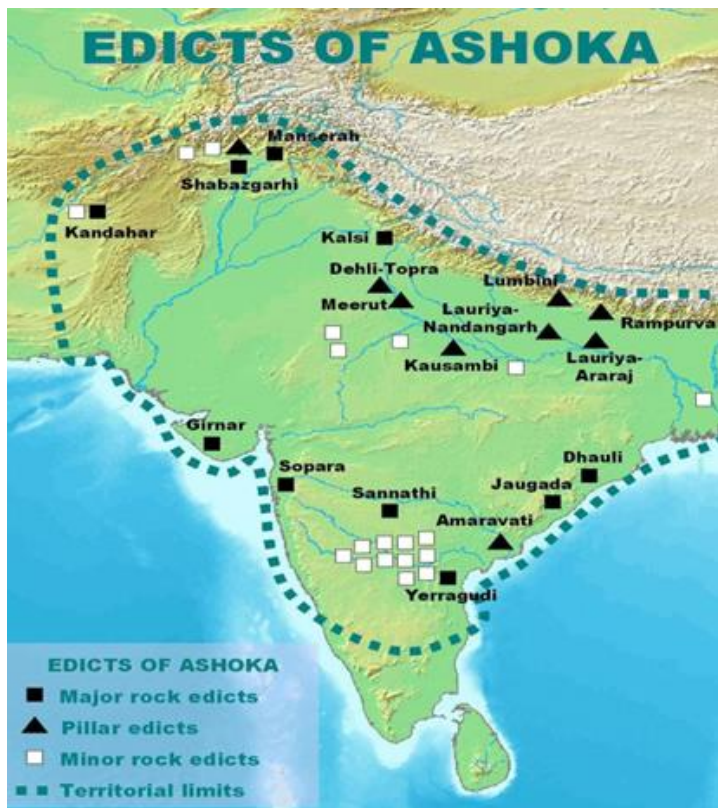 EDICTS OF ASHOKA
Manserah
Shabazgarhi
Kandahar
Kalsi
Dehli-Topra
Lumbini
Meerut
Lauriya-
Nandangarh
Rampurva
Kausambi
Lauriya-
Araraj
Girnar
Sopara
Dhauli
Sannathi
Jaugada
Amaravati
Yerragudi
EDICTS OF ASHOKA
Major rock edicts
Pillar edicts
Minor rock edicts
Territorial limits